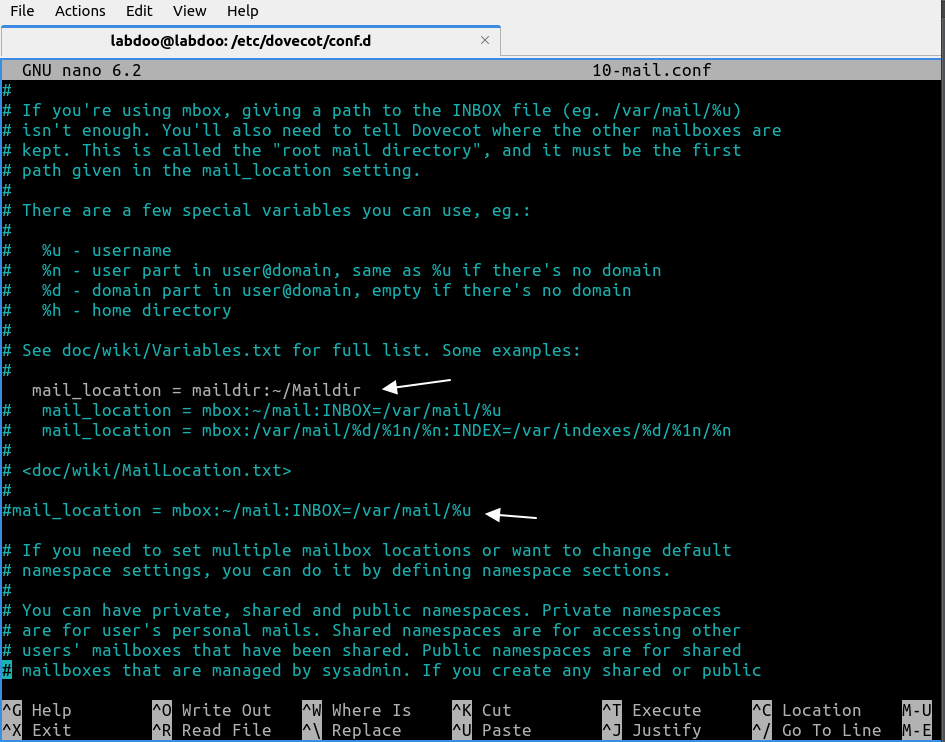 File Actions Edit View Help
labdoo@labdoo: /etc/dovecot/conf.d ×
GNU nano 6.2 10-mail.conf
#
# If you're using mbox, giving a path to the INBOX file (eg. /var/mail/%u)
# isn't enough. You'll also need to tell Dovecot where the other mailboxes are
# kept. This is called the "root mail directory", and it must be the first
# path given in the mail_location setting.
#
# There are a few special variables you can use, eg.:
#
#   %u - username
#   %n - user part in user@domain, same as %u if there's no domain
#   %d - domain part in user@domain, empty if there's no domain
#   %h - home directory
#
# See doc/wiki/Variables.txt for full list. Some examples:
#
   mail_location = maildir:~/Maildir
#   mail_location = mbox:~/mail:INBOX=/var/mail/%u
#   mail_location = mbox:/var/mail/%d/%1n/%n:INDEX=/var/indexes/%d/%1n/%n
#
# <doc/wiki/MailLocation.txt>
#
#mail_location = mbox:~/mail:INBOX=/var/mail/%u
# If you need to set multiple mailbox locations or want to change default
# namespace settings, you can do it by defining namespace sections.
#
# You can have private, shared and public namespaces. Private namespaces
# are for user's personal mails. Shared namespaces are for accessing other
# users' mailboxes that have been shared. Public namespaces are for shared
# mailboxes that are managed by sysadmin. If you create any shared or public
^G Help ^O Write Out ^W Where Is ^K Cut ^T Execute ^C Location M-U
^X Exit ^R Read File ^\ Replace ^U Paste ^J Justify ^/ Go To Line M-E